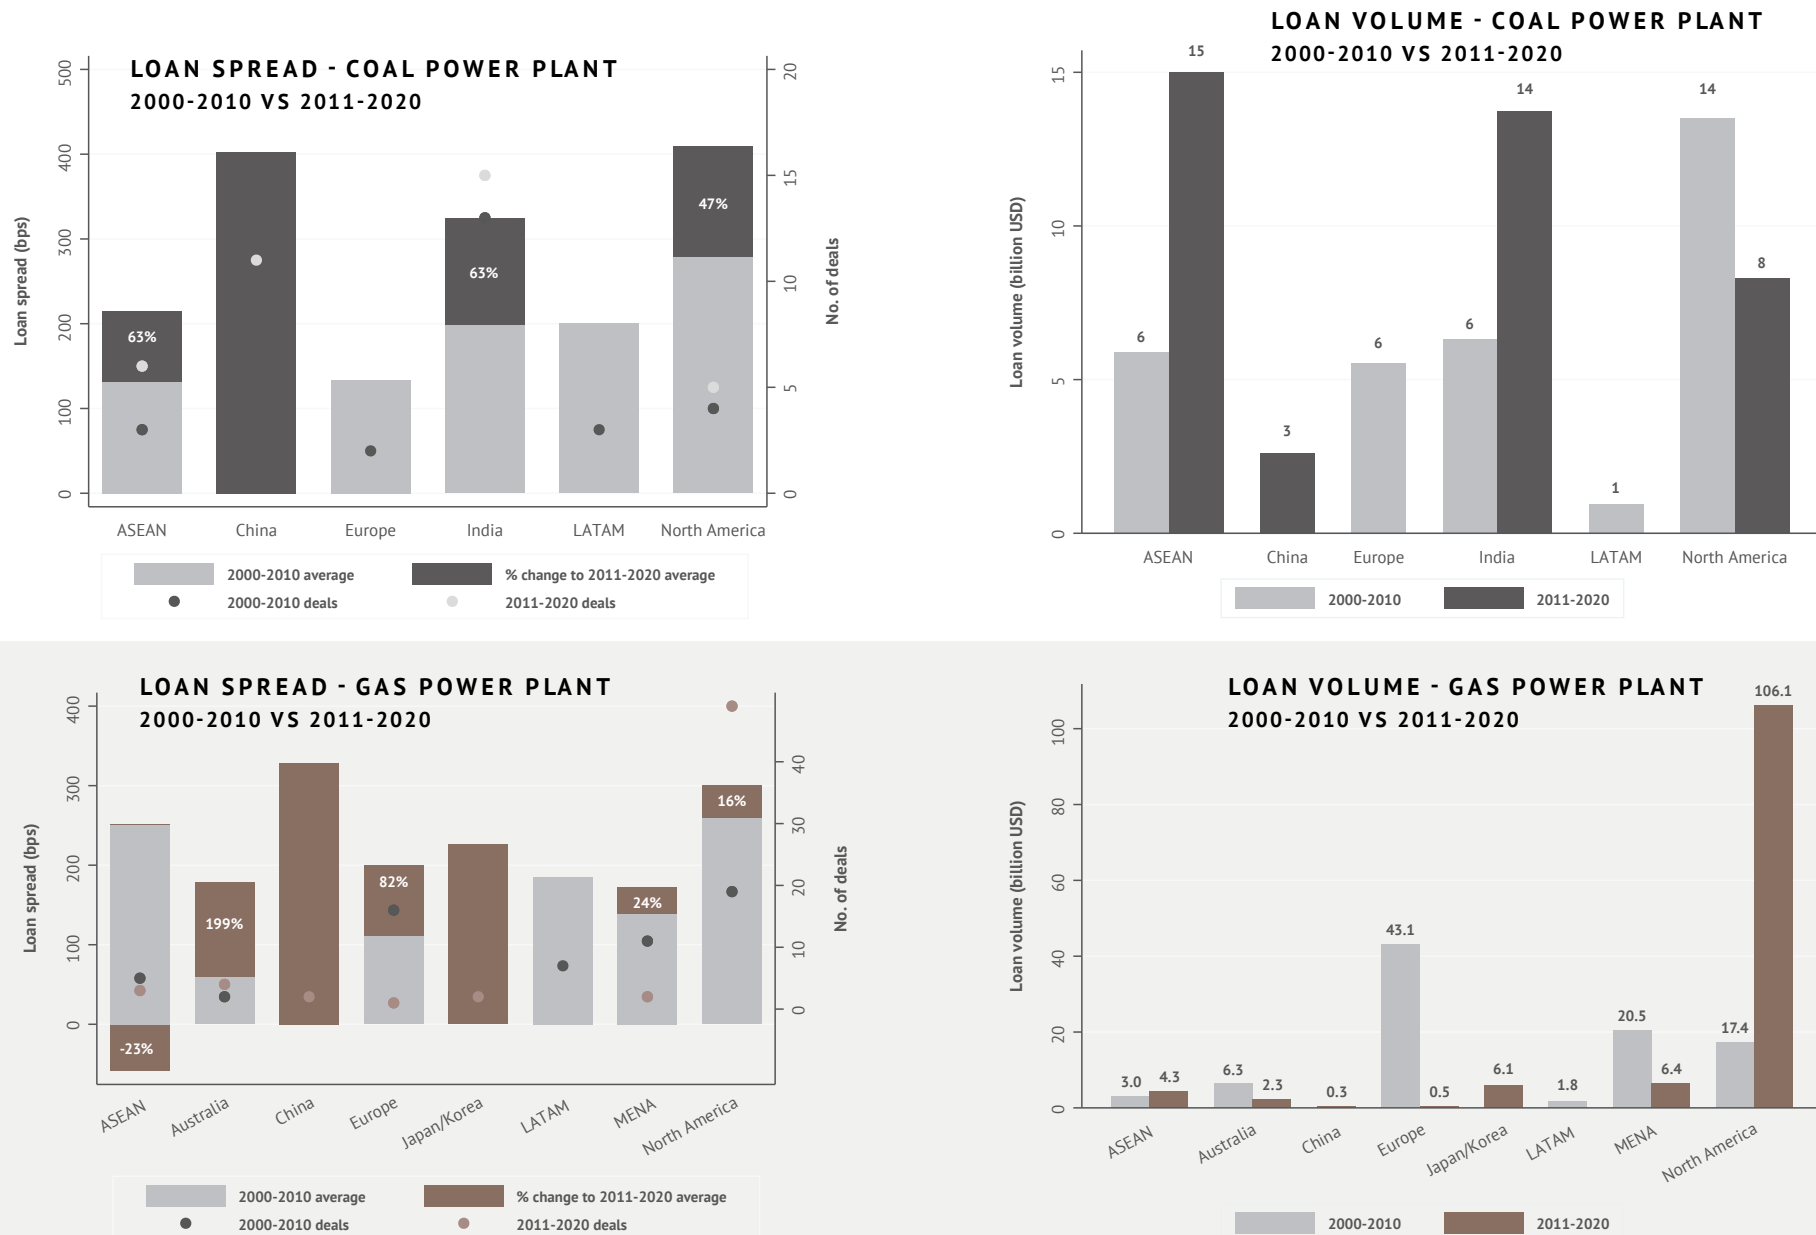 LOAN SPREAD - COAL POWER PLANT
2000-2010 VS 2011-2020
Loan spread (bps)
500
400
300
200
100
0
No. of deals
20
15
10
5
0
63%
63%
47%
ASEAN China Europe India LATAM North America
2000-2010 average % change to 2011-2020 average
2000-2010 deals 2011-2020 deals
LOAN VOLUME - COAL POWER PLANT
2000-2010 VS 2011-2020
Loan volume (billion USD)
15
10
5
0
6 15 3 6 6 14 1 14 8
ASEAN China Europe India LATAM North America
2000-2010 2011-2020
LOAN SPREAD - GAS POWER PLANT
2000-2010 VS 2011-2020
Loan spread (bps)
400
300
200
100
0
No. of deals
40
30
20
10
0
-23% 199% 82% 24% 16%
ASEAN Australia China Europe Japan/Korea LATAM MENA North America
2000-2010 average % change to 2011-2020 average
2000-2010 deals 2011-2020 deals
LOAN VOLUME - GAS POWER PLANT
2000-2010 VS 2011-2020
Loan volume (billion USD)
100
80
60
40
20
0
3.0 4.3 6.3 2.3 0.3 43.1 0.5 6.1 1.8 20.5 6.4 17.4 106.1
ASEAN Australia China Europe Japan/Korea LATAM MENA North America
2000-2010 2011-2020